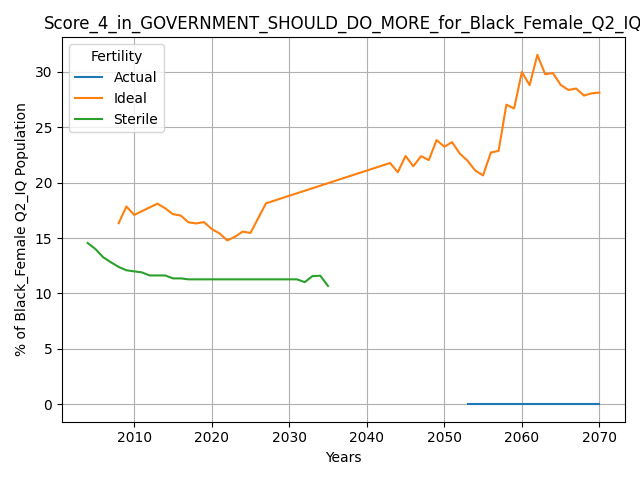 Score_4_in_GOVERNMENT_SHOULD_DO_MORE_for_Black_Female_Q2_IQ
Fertility
Actual
Ideal
Sterile
% of Black_Female Q2_IQ Population
30
25
20
15
10
5
0
2010 2020 2030 2040 2050 2060 2070
Years